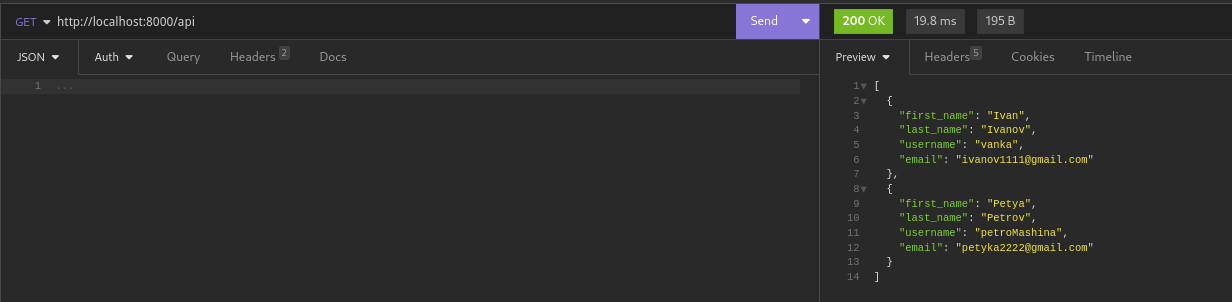 GET http://localhost:8000/api Send 200 OK 19.8 ms 195 B
JSON Auth Query Headers 2 Docs Preview Headers 5 Cookies Timeline
1 ...
1 [
2 {
3 "first_name": "Ivan",
4 "last_name": "Ivanov",
5 "username": "vanka",
6 "email": "ivanov1111@gmail.com"
7 },
8 {
9 "first_name": "Petya",
10 "last_name": "Petrov",
11 "username": "petroMashina",
12 "email": "petyka2222@gmail.com"
13 }
14 ]